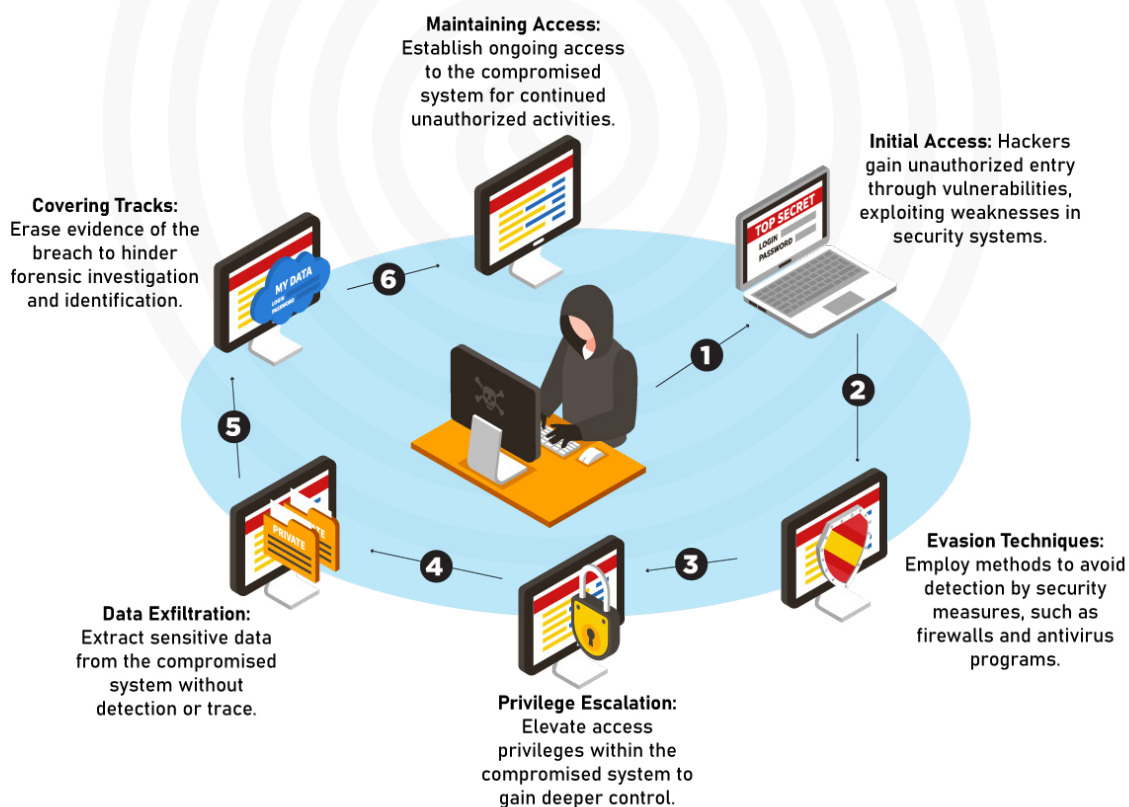 Maintaining Access:
Establish ongoing access
to the compromised
system for continued
unauthorized activities.
Initial Access: Hackers
gain unauthorized entry
through vulnerabilities,
exploiting weaknesses in
security systems.
TOP SECRET
LOGIN
PASSWORD
1
2
Evasion Techniques:
Employ methods to avoid
detection by security
measures, such as
firewalls and antivirus
programs.
3
Privilege Escalation:
Elevate access
privileges within the
compromised system to
gain deeper control.
4
PRIVATE
Data Exfiltration:
Extract sensitive data
from the compromised
system without
detection or trace.
5
Covering Tracks:
Erase evidence of the
breach to hinder
forensic investigation
and identification.
MY DATA
LOGIN
PASSWORD
6